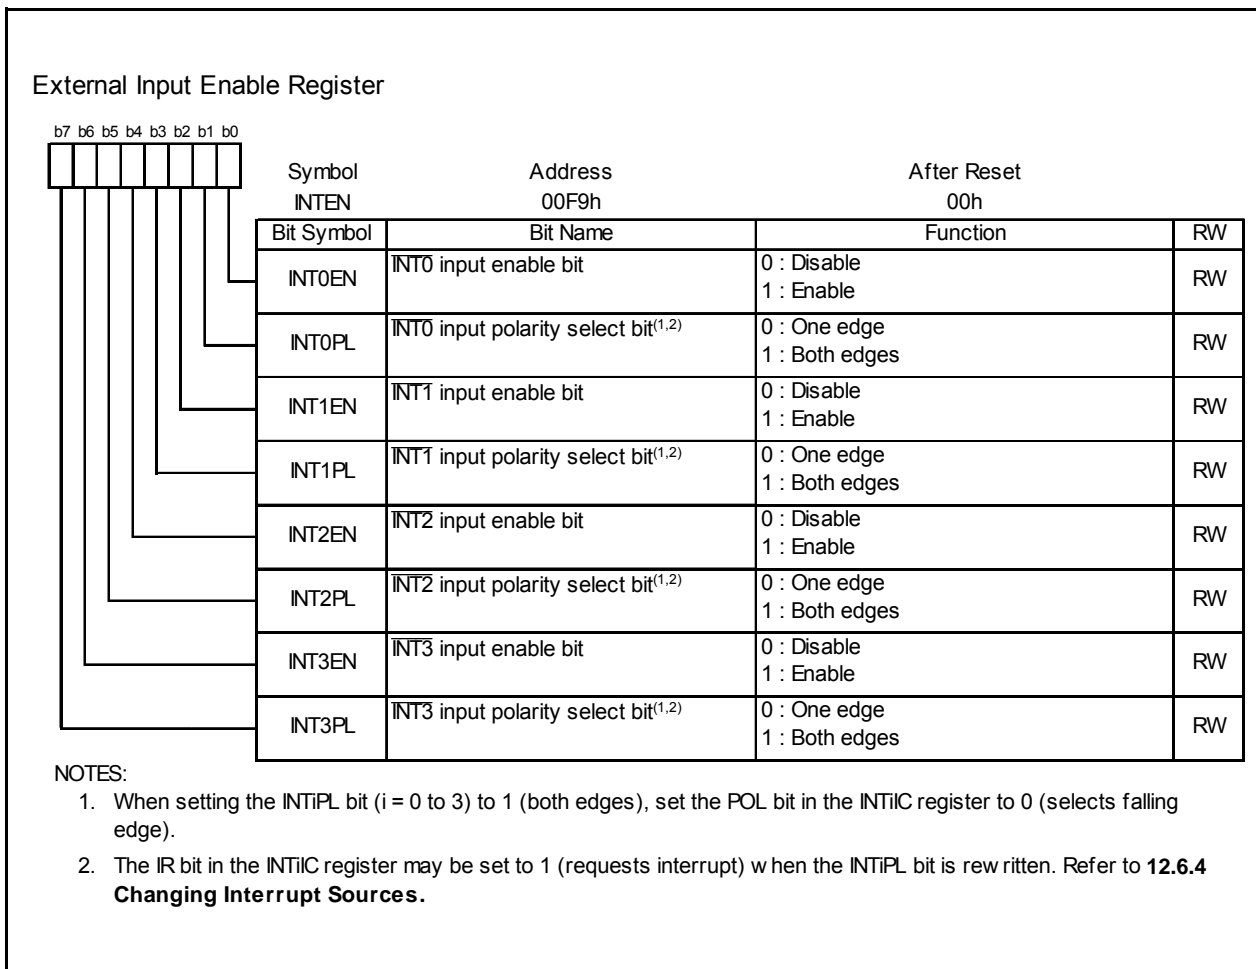 External Input Enable Register
b7 b6 b5 b4 b3 b2 b1 b0
Symbol Address After Reset
INTEN 00F9h 00h
Bit Symbol Bit Name Function RW
INT0EN INT0 input enable bit 0 : Disable RW
1 : Enable
INT0PL INT0 input polarity select bit(1,2) 0 : One edge RW
1 : Both edges
INT1EN INT1 input enable bit 0 : Disable RW
1 : Enable
INT1PL INT1 input polarity select bit(1,2) 0 : One edge RW
1 : Both edges
INT2EN INT2 input enable bit 0 : Disable RW
1 : Enable
INT2PL INT2 input polarity select bit(1,2) 0 : One edge RW
1 : Both edges
INT3EN INT3 input enable bit 0 : Disable RW
1 : Enable
INT3PL INT3 input polarity select bit(1,2) 0 : One edge RW
1 : Both edges
NOTES:
1. When setting the INTiPL bit (i = 0 to 3) to 1 (both edges), set the POL bit in the INTiIC register to 0 (selects falling
edge).
2. The IR bit in the INTiIC register may be set to 1 (requests interrupt) when the INTiPL bit is rewritten. Refer to 12.6.4
Changing Interrupt Sources.